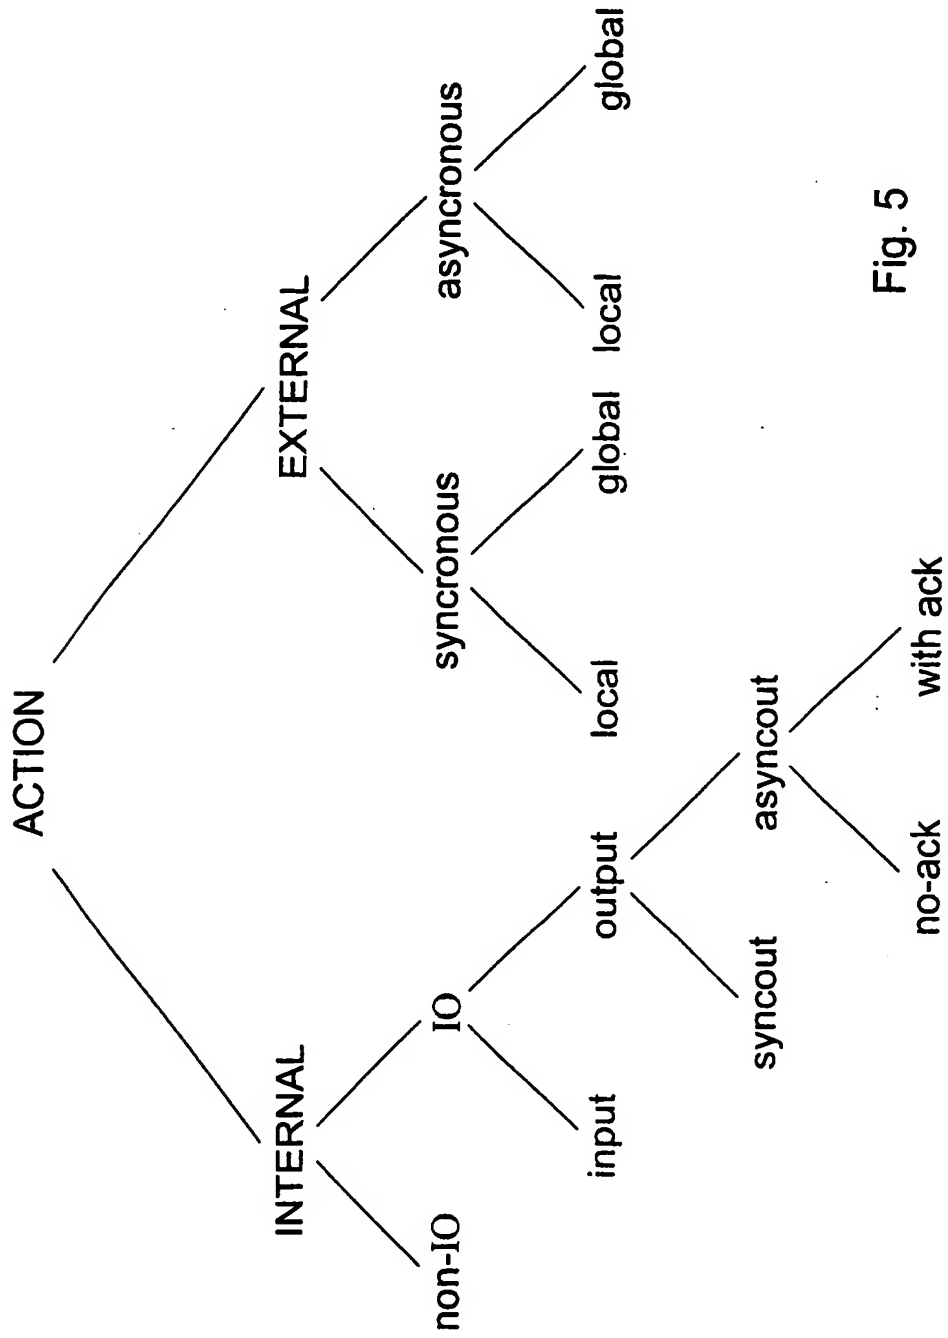 ACTION
INTERNAL
EXTERNAL
non-IO
IO
syncronous
asyncronous
input
output
local
global
local
global
syncout
asyncout
no-ack
with ack
Fig. 5